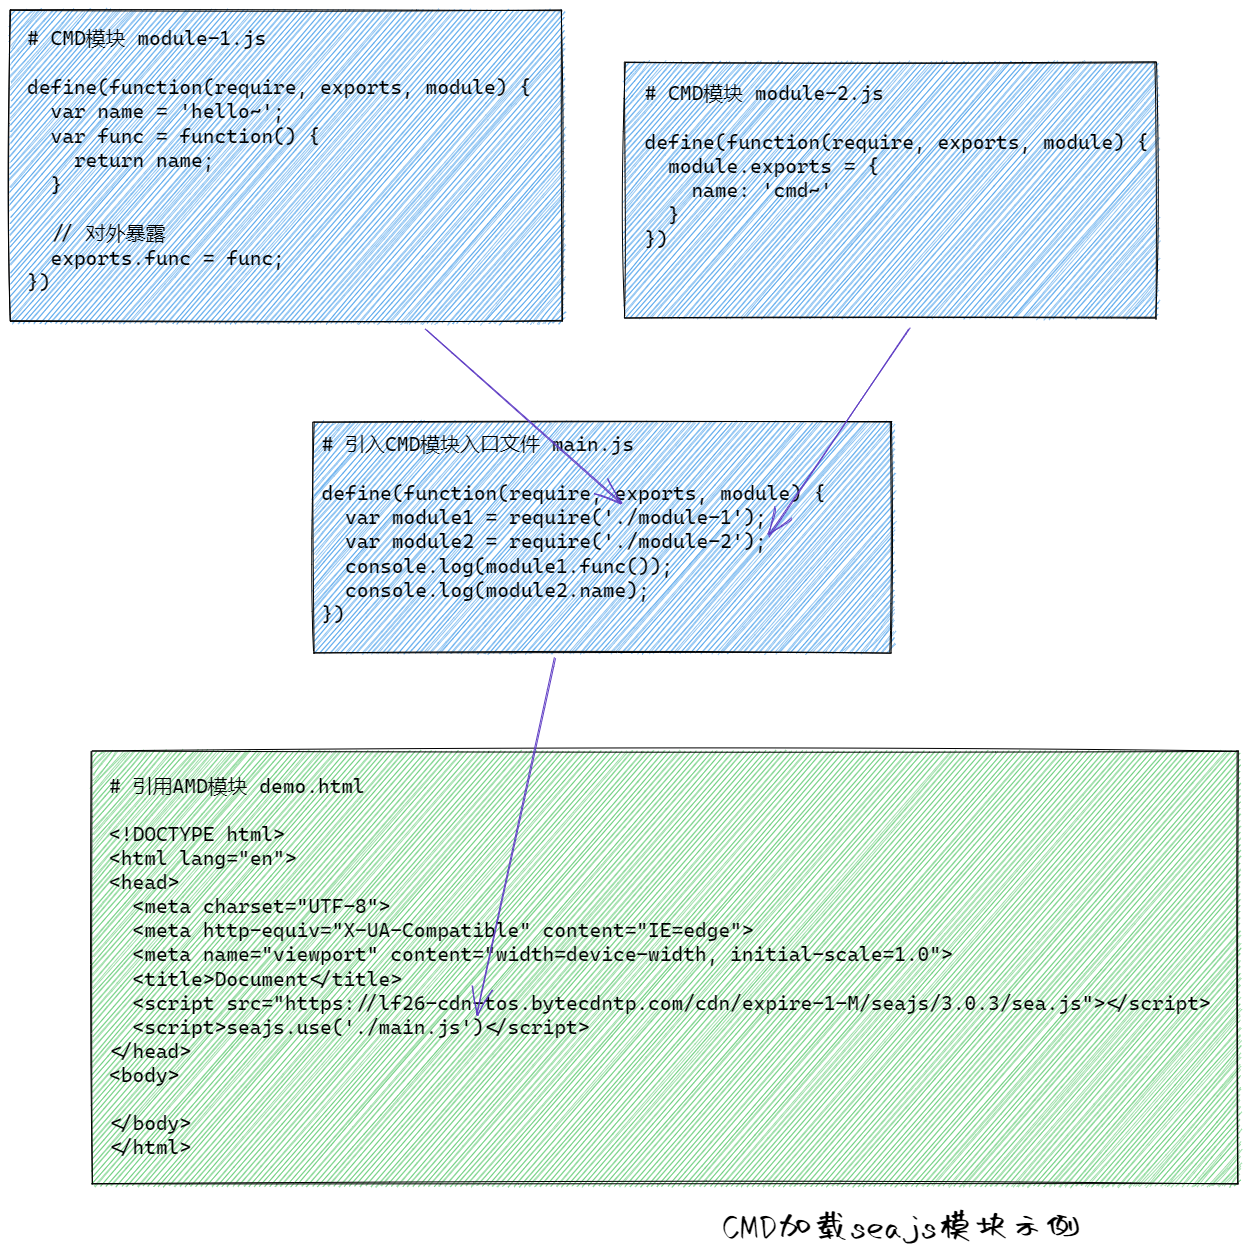 # CMD模块 module-1.js
define(function(require, exports, module) {
  var name = 'hello~';
  var func = function() {
    return name;
  }
  // 对外暴露
  exports.func = func;
})
# CMD模块 module-2.js
define(function(require, exports, module) {
  module.exports = {
    name: 'cmd~'
  }
})
# 引入CMD模块入口文件 main.js
define(function(require, exports, module) {
  var module1 = require('./module-1');
  var module2 = require('./module-2');
  console.log(module1.func());
  console.log(module2.name);
})
# 引用AMD模块 demo.html
<!DOCTYPE html>
<html lang="en">
<head>
  <meta charset="UTF-8">
  <meta http-equiv="X-UA-Compatible" content="IE=edge">
  <meta name="viewport" content="width=device-width, initial-scale=1.0">
  <title>Document</title>
  <script src="https://lf26-cdn-tos.bytecdntp.com/cdn/expire-1-M/seajs/3.0.3/sea.js"></script>
  <script>seajs.use('./main.js')</script>
</head>
<body>
</body>
</html>
CMD加载seajs模块示例